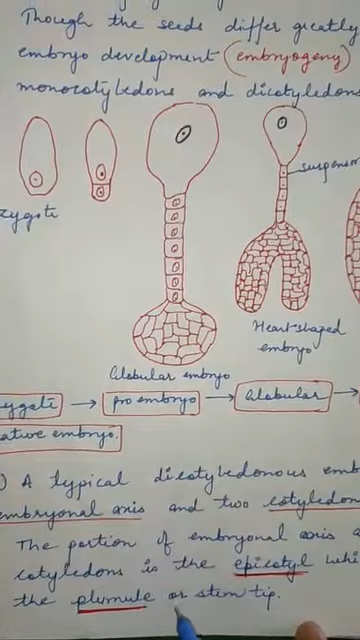 Though the seeds differ greatly
embryo development (embryogeny)
monocotyledons and dicotyledons
suspensor
zygote
Heart shaped
embryo
Globular embryo
zygote → pro embryo → Globular →
ature embryo.
) A typical dicotyledonous emb
embryonal axis and two cotyledon
The portion of embryonal axis a
cotyledons is the epicotyl whi
the plumule or stem tip.